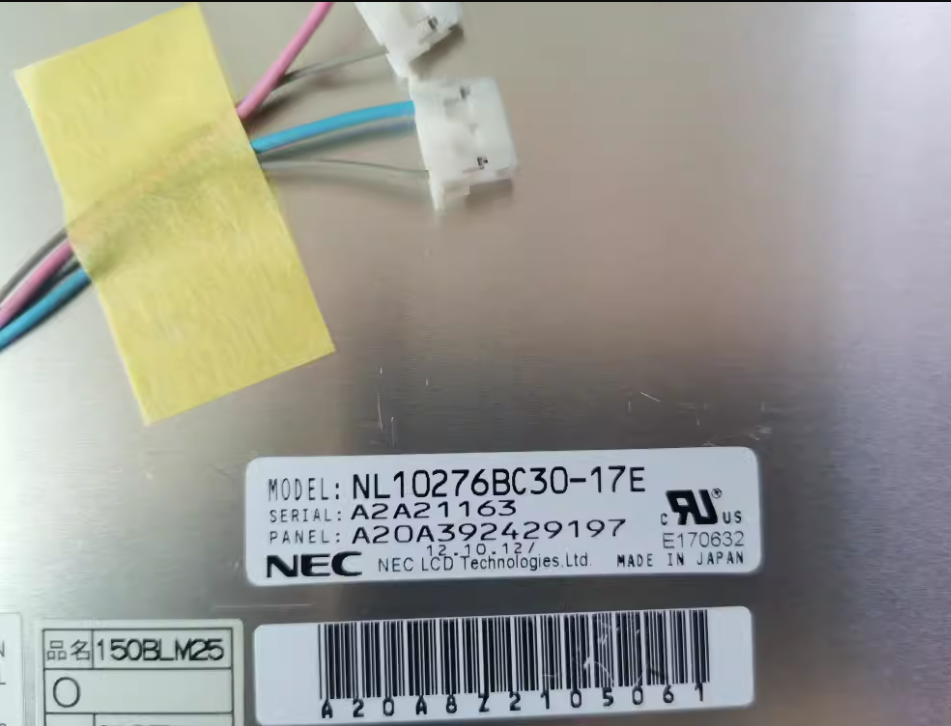 MODEL: NL10276BC30-17E
SERIAL: A2A21163
PANEL: A20A392429197
12.10.12/
NEC NEC LCD Technologies,Ltd.
c RU® US
E170632
MADE IN JAPAN
品名 150BLM25
O
A20A8Z2105061